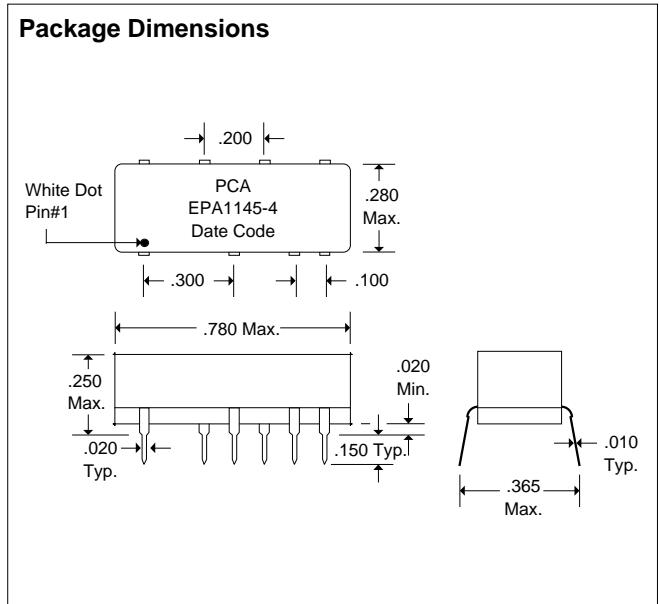 Package Dimensions
.200
White Dot
Pin#1
PCA
EPA1145-4
Date Code
.280
Max.
.300
.100
.780 Max.
.250
Max.
.020
Min.
.020
Typ.
.150 Typ.
.010
Typ.
.365
Max.